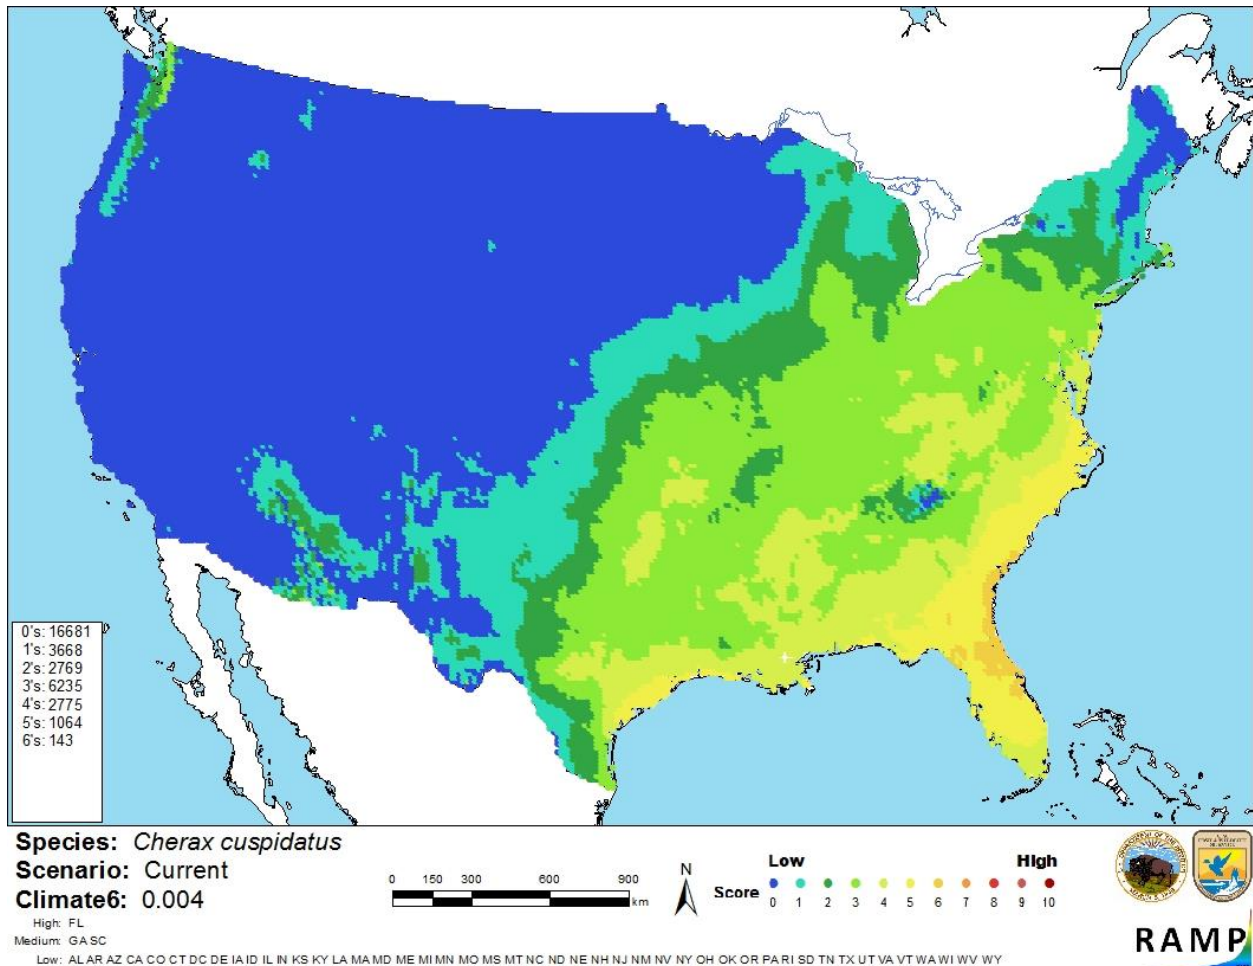 0's: 16681
1's: 3668
2's: 2769
3's: 6235
4's: 2775
5's: 1064
6's: 143
Species: Cherax cuspidatus
Scenario: Current
Climate6: 0.004
High: FL
Medium: GA SC
Low: AL AR AZ CA CO CT DC DE IA ID IL IN KS KY LA MA MD ME MI MN MO MS MT NC ND NE NH NJ NM NV NY OH OK OR PA RI SD TN TX UT VA VT WA WI WV WY
0 150 300 600 900
km
N
Low High
Score
0 1 2 3 4 5 6 7 8 9 10
RAMP